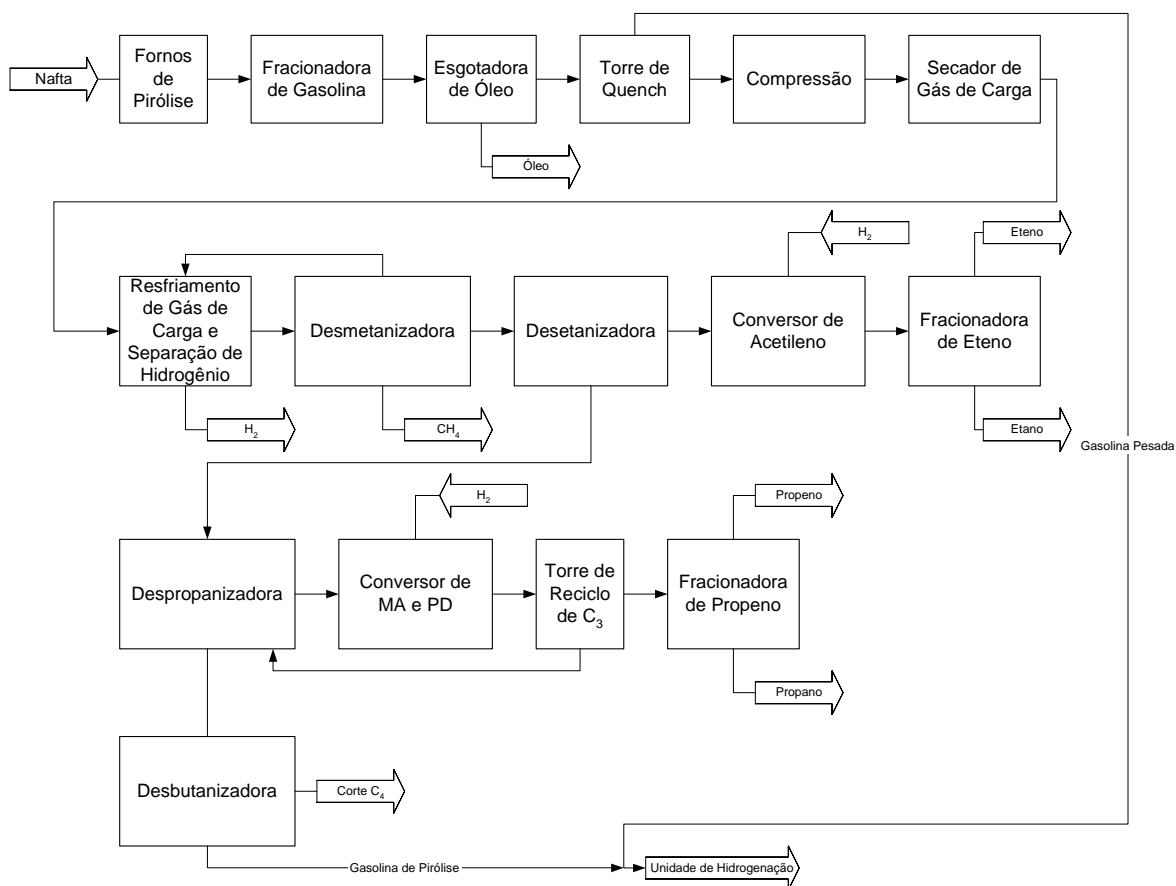 Nafta
Fornos
de
Pirólise
Fracionadora
de Gasolina
Esgotadora
de Óleo
Torre de
Quench
Compressão
Secador de
Gás de Carga
Óleo
H₂
Eteno
Resfriamento
de Gás de
Carga e
Separação de
Hidrogênio
Desmetanizadora
Desetanizadora
Conversor de
Acetileno
Fracionadora
de Eteno
H₂
CH₄
Etano
Gasolina Pesada
H₂
Propeno
Despropanizadora
Conversor de
MA e PD
Torre de
Reciclo
de C₃
Fracionadora
de Propeno
Propano
Desbutanizadora
Corte C₄
Gasolina de Pirólise
Unidade de Hidrogenação